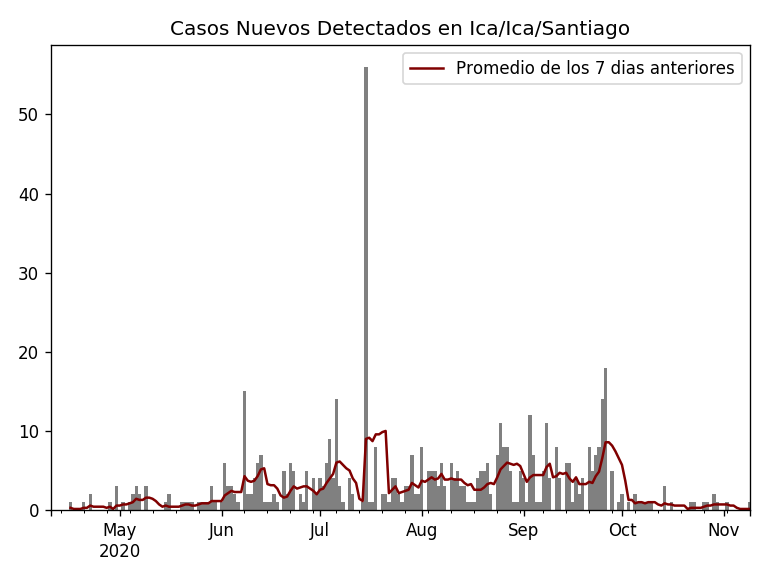 Casos Nuevos Detectados en Ica/Ica/Santiago
Promedio de los 7 dias anteriores
50
40
30
20
10
0
May Jun Jul Aug Sep Oct Nov
2020